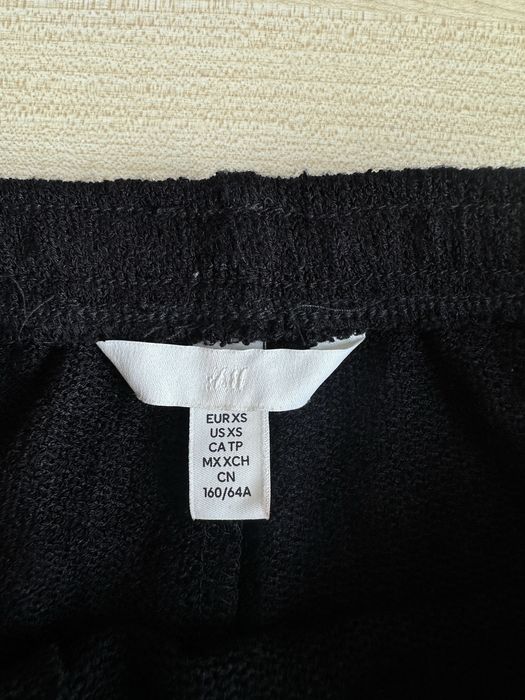 H&M
EUR XS
US XS
CA TP
MX XCH
CN
160/64A